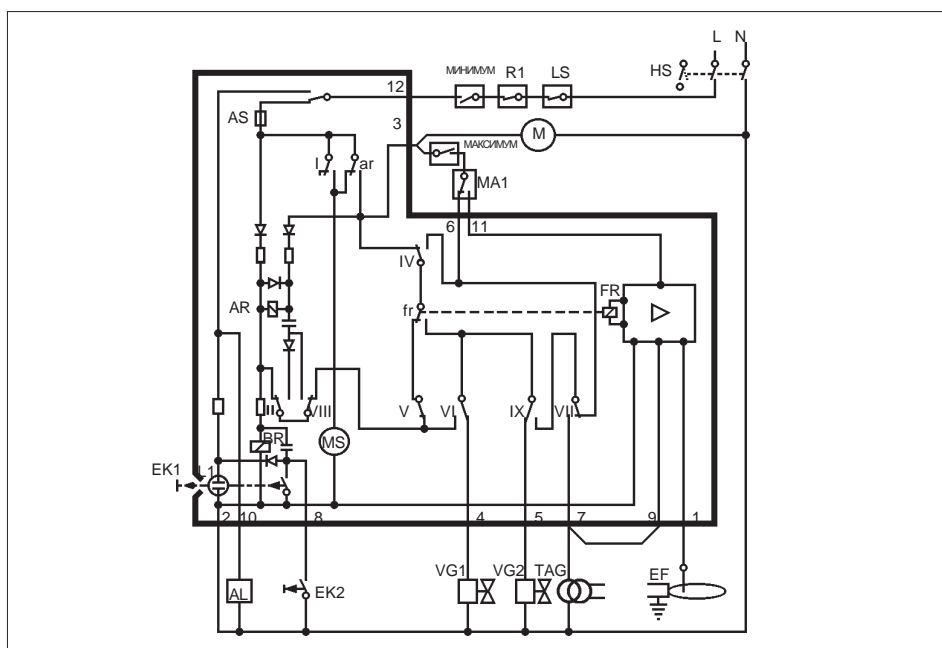 L N
HS
МИНИМУМ R1 LS
12
AS
3
M
МАКСИМУМ
I ar
MA1
6 11
IV
FR
AR
fr
II VIII V VI IX VII
BR
MS
EK1 L1
2 10 8 4 5 7 9 1
VG1 VG2 TAG EF
AL EK2